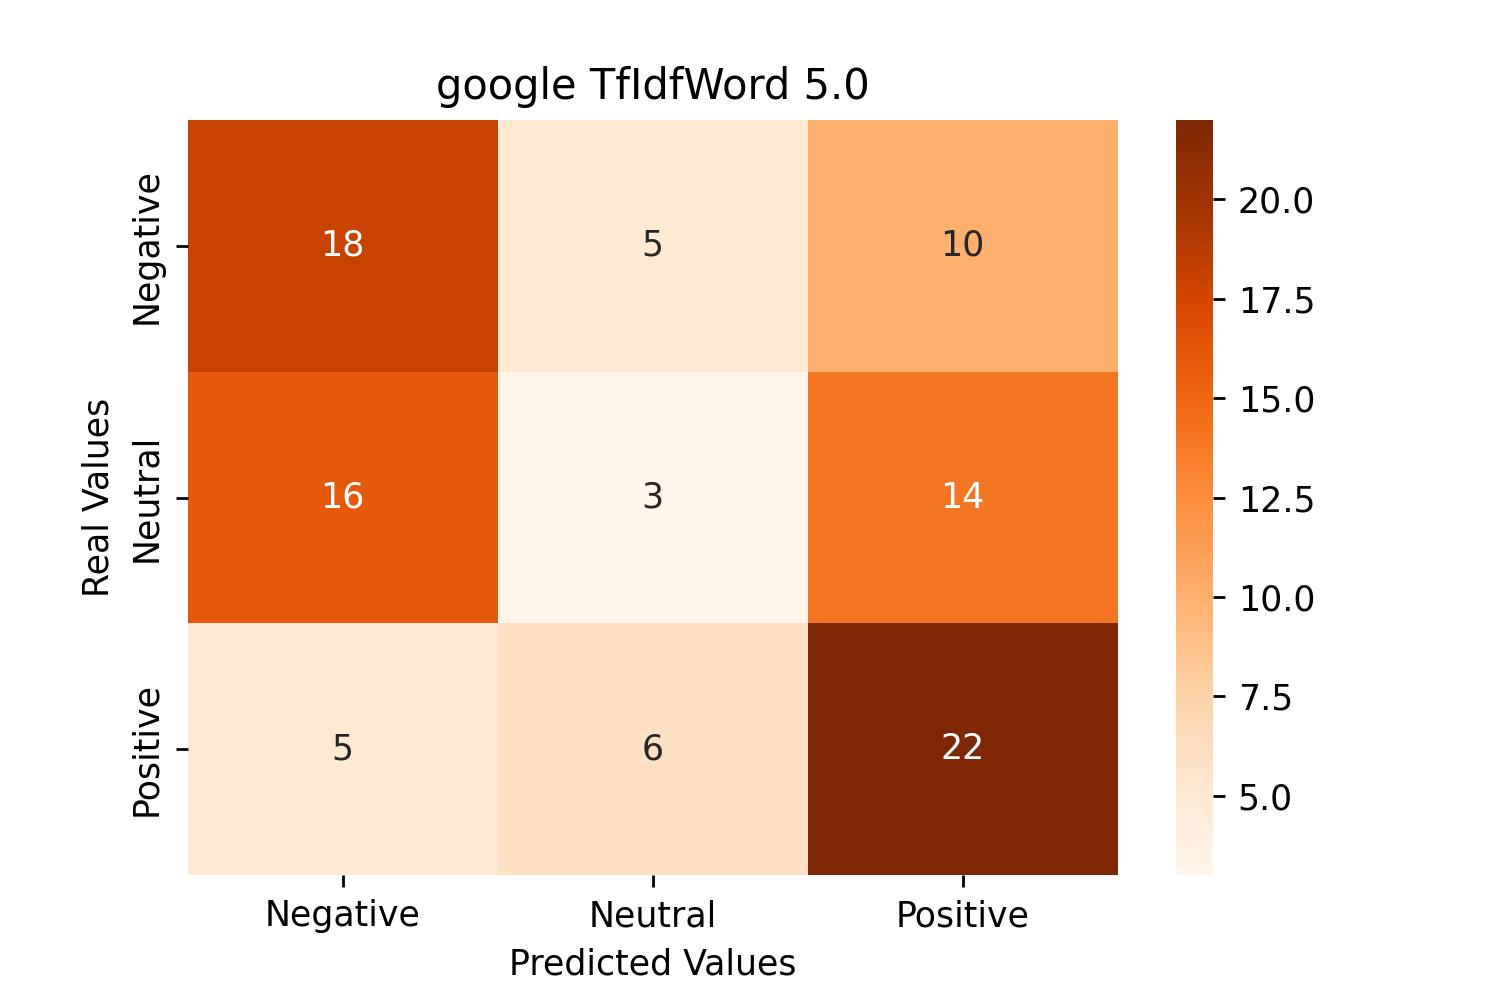 google TfIdfWord 5.0
Real Values
Negative
18
5
10
Neutral
16
3
14
Positive
5
6
22
Negative
Neutral
Positive
Predicted Values
20.0
17.5
15.0
12.5
10.0
7.5
5.0